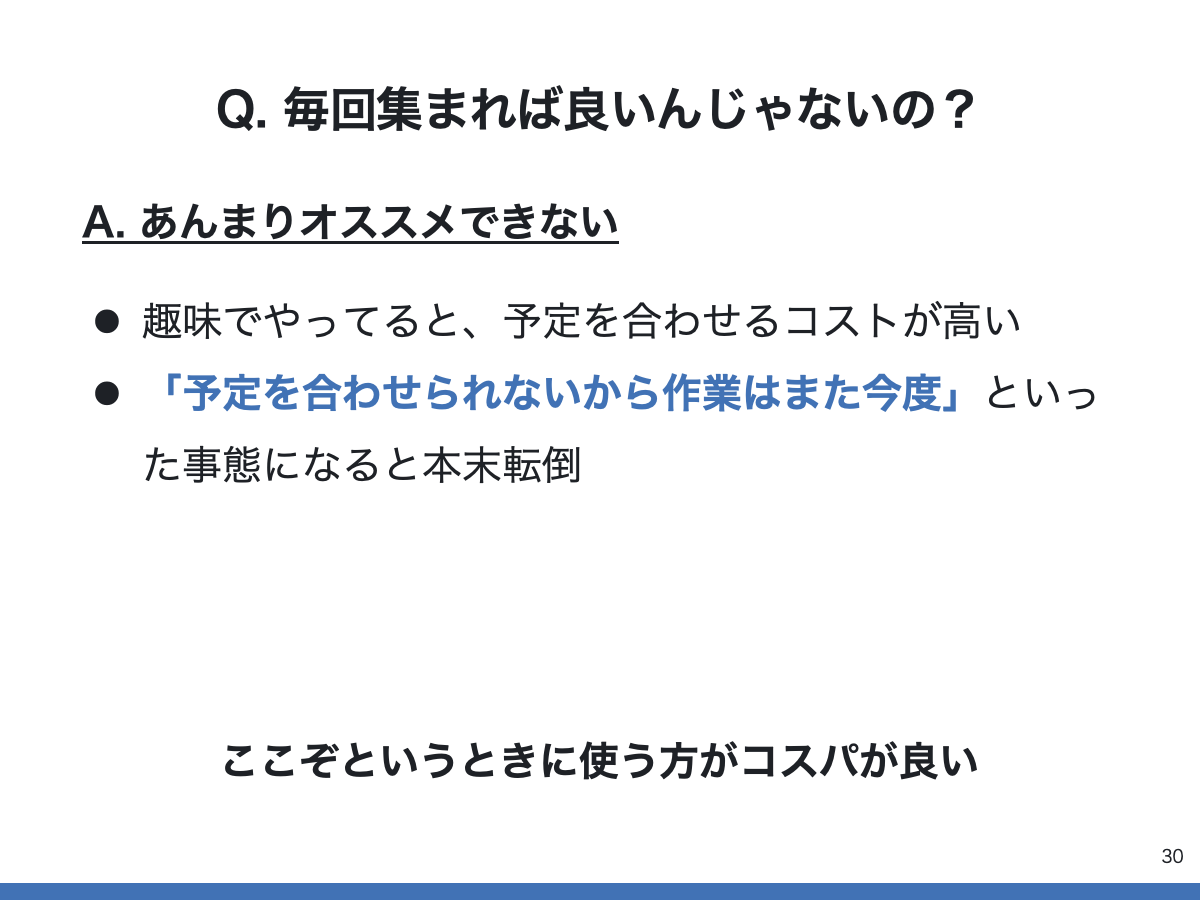 Q. 毎回集まれば良いんじゃないの？
A. あんまりオススメできない
● 趣味でやってると、予定を合わせるコストが高い
● 「予定を合わせられないから作業はまた今度」といっ
た事態になると本末転倒
ここぞというときに使う方がコスパが良い
30